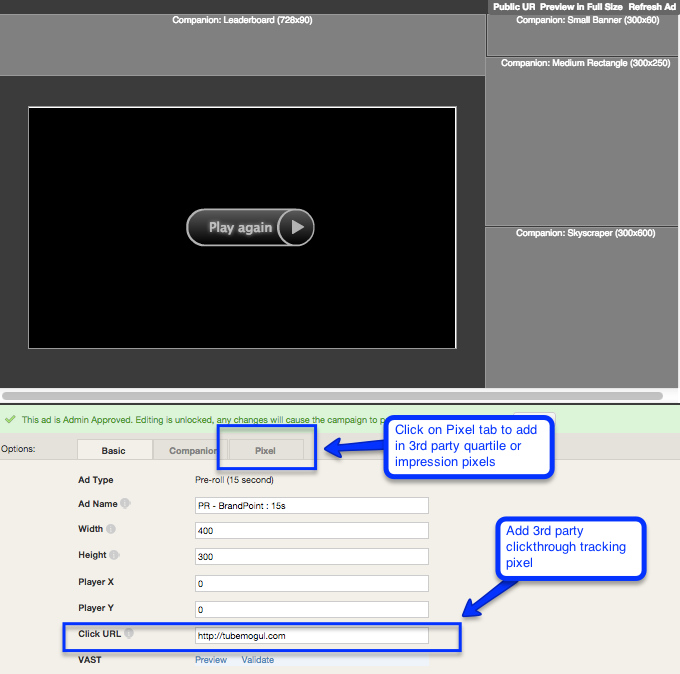 Public UR Preview in Full Size Refresh Ad
Companion: Leaderboard (728x90)
Companion: Small Banner (300x60)
Companion: Medium Rectangle (300x250)
Play again
Companion: Skyscraper (300x600)
This ad is Admin Approved. Editing is unlocked, any changes will cause the campaign to p
Click on Pixel tab to add
in 3rd party quartile or
impression pixels
Options:
Basic
Companion
Pixel
Ad Type
Pre-roll (15 second)
Ad Name
PR - BrandPoint : 15s
Width
400
Height
300
Add 3rd party
clickthrough tracking
pixel
Player X
0
Player Y
0
Click URL
http://tubemogul.com
VAST
Preview Validate